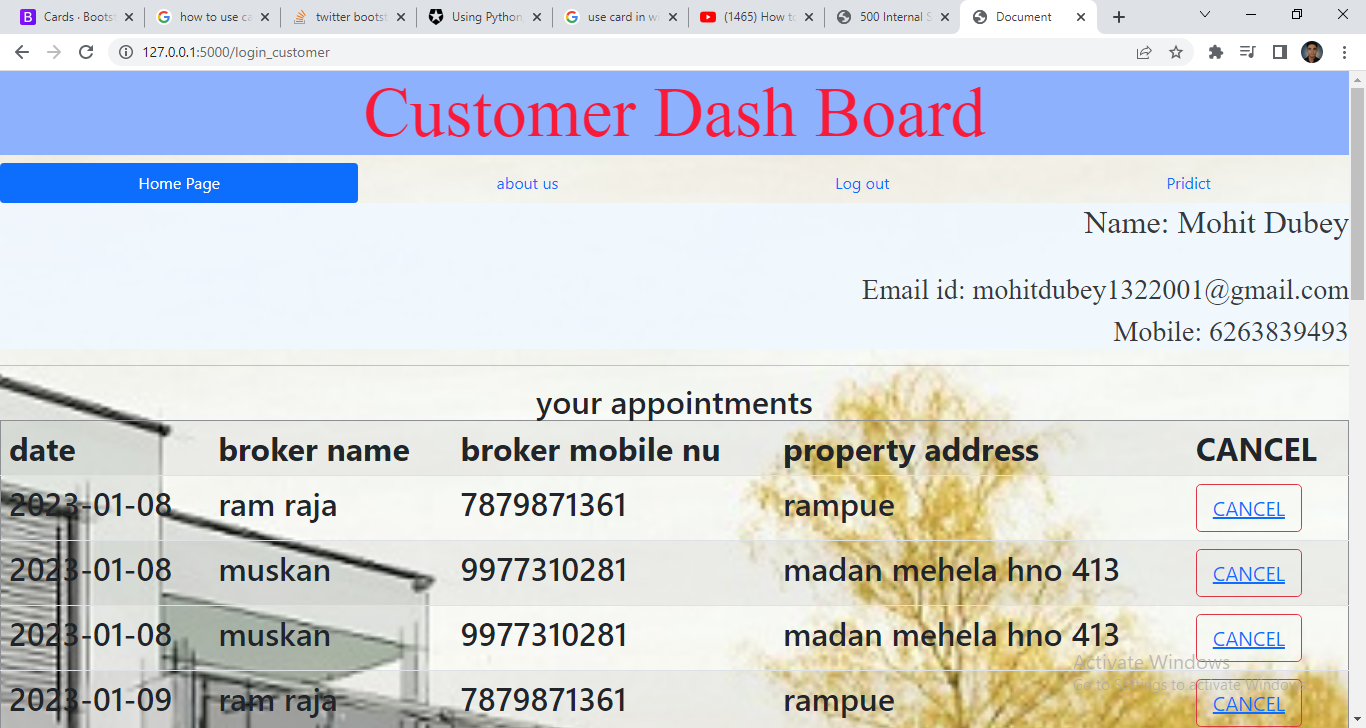 Cards · Bootst
how to use ca
twitter bootst
Using Python
use card in w
(1465) How to
500 Internal S
Document
127.0.0.1:5000/login_customer
Customer Dash Board
Home Page about us Log out Pridict
Name: Mohit Dubey
Email id: mohitdubey1322001@gmail.com
Mobile: 6263839493
your appointments
date broker name broker mobile nu property address CANCEL
2023-01-08 ram raja 7879871361 rampue CANCEL
2023-01-08 muskan 9977310281 madan mehela hno 413 CANCEL
2023-01-08 muskan 9977310281 madan mehela hno 413 CANCEL
Activate Windows
Go to Settings to activate Windows.
2023-01-09 ram raja 7879871361 rampue CANCEL